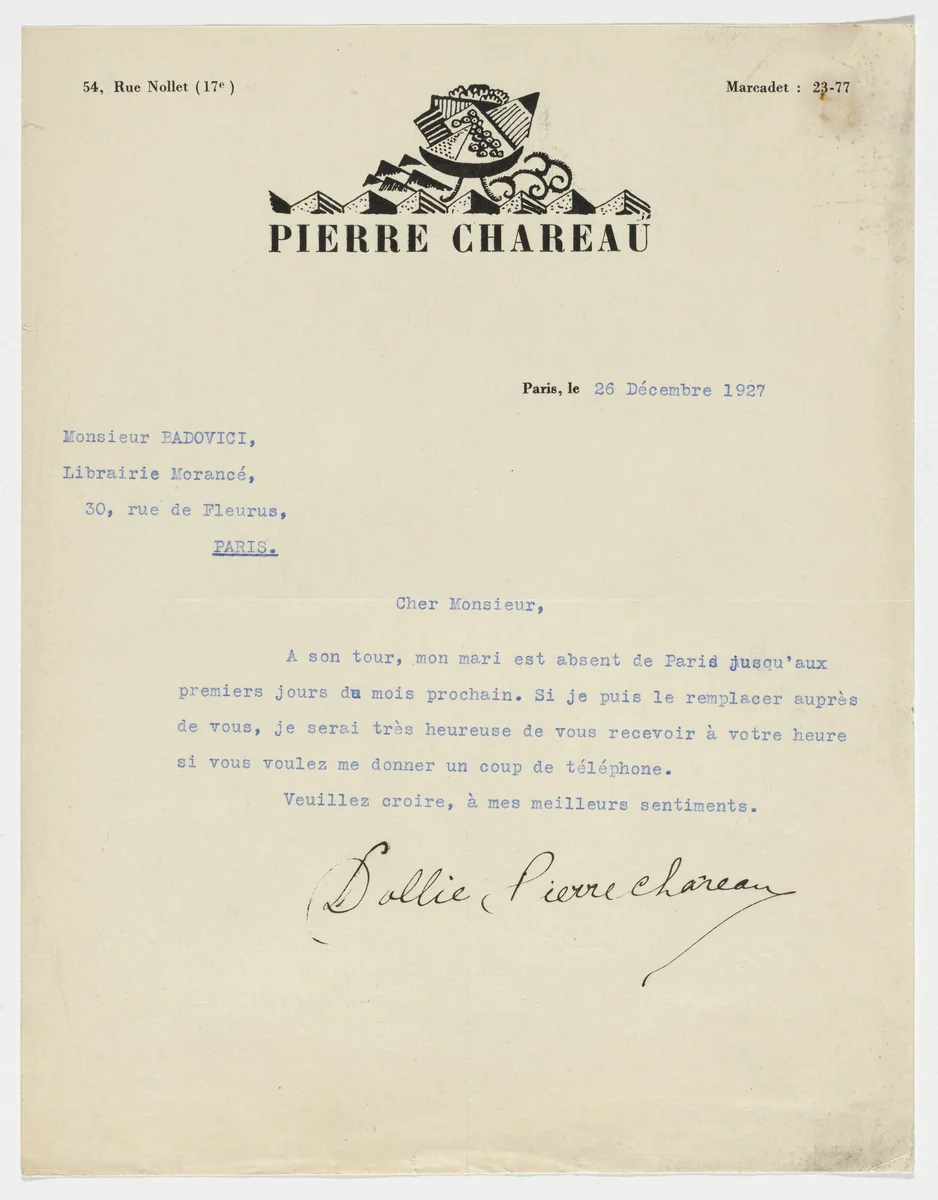 54, Rue Nollet (17e)
Marcadet : 23-77
PIERRE CHAREAU
Paris, le 26 Décembre 1927
Monsieur BADOVICI,
Librairie Morancé,
30, rue de Fleurus,
PARIS.
Cher Monsieur,
A son tour, mon mari est absent de Paris jusqu'aux
premiers jours du mois prochain. Si je puis le remplacer auprès
de vous, je serai très heureuse de vous recevoir à votre heure
si vous voulez me donner un coup de téléphone.
Veuillez croire, à mes meilleurs sentiments.
Dollie Pierre Chareau